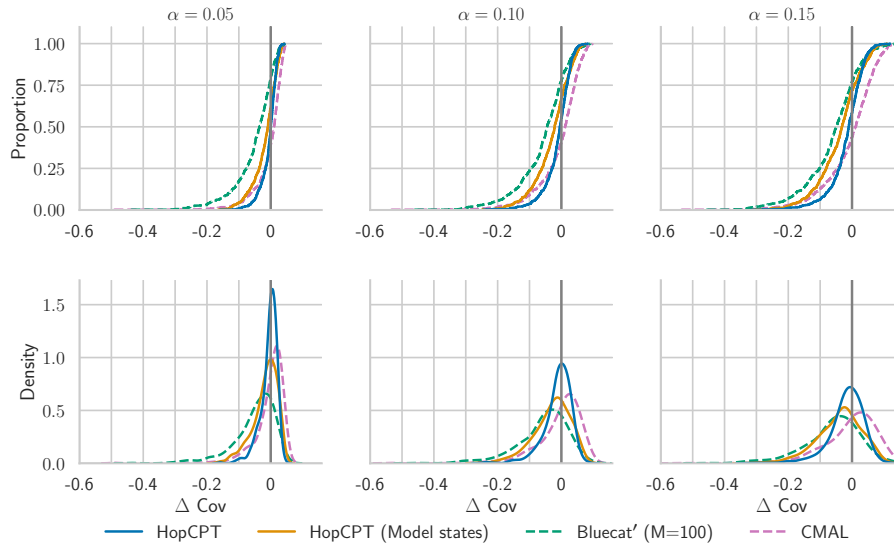 α = 0.05
α = 0.10
α = 0.15
Proportion
1.00
0.75
0.50
0.25
0.00
-0.6 -0.4 -0.2 0
-0.6 -0.4 -0.2 0
-0.6 -0.4 -0.2 0
Density
1.5
1.0
0.5
0.0
-0.6 -0.4 -0.2 0
-0.6 -0.4 -0.2 0
-0.6 -0.4 -0.2 0
Δ Cov
Δ Cov
Δ Cov
HopCPT
HopCPT (Model states)
Bluecat′ (M=100)
CMAL